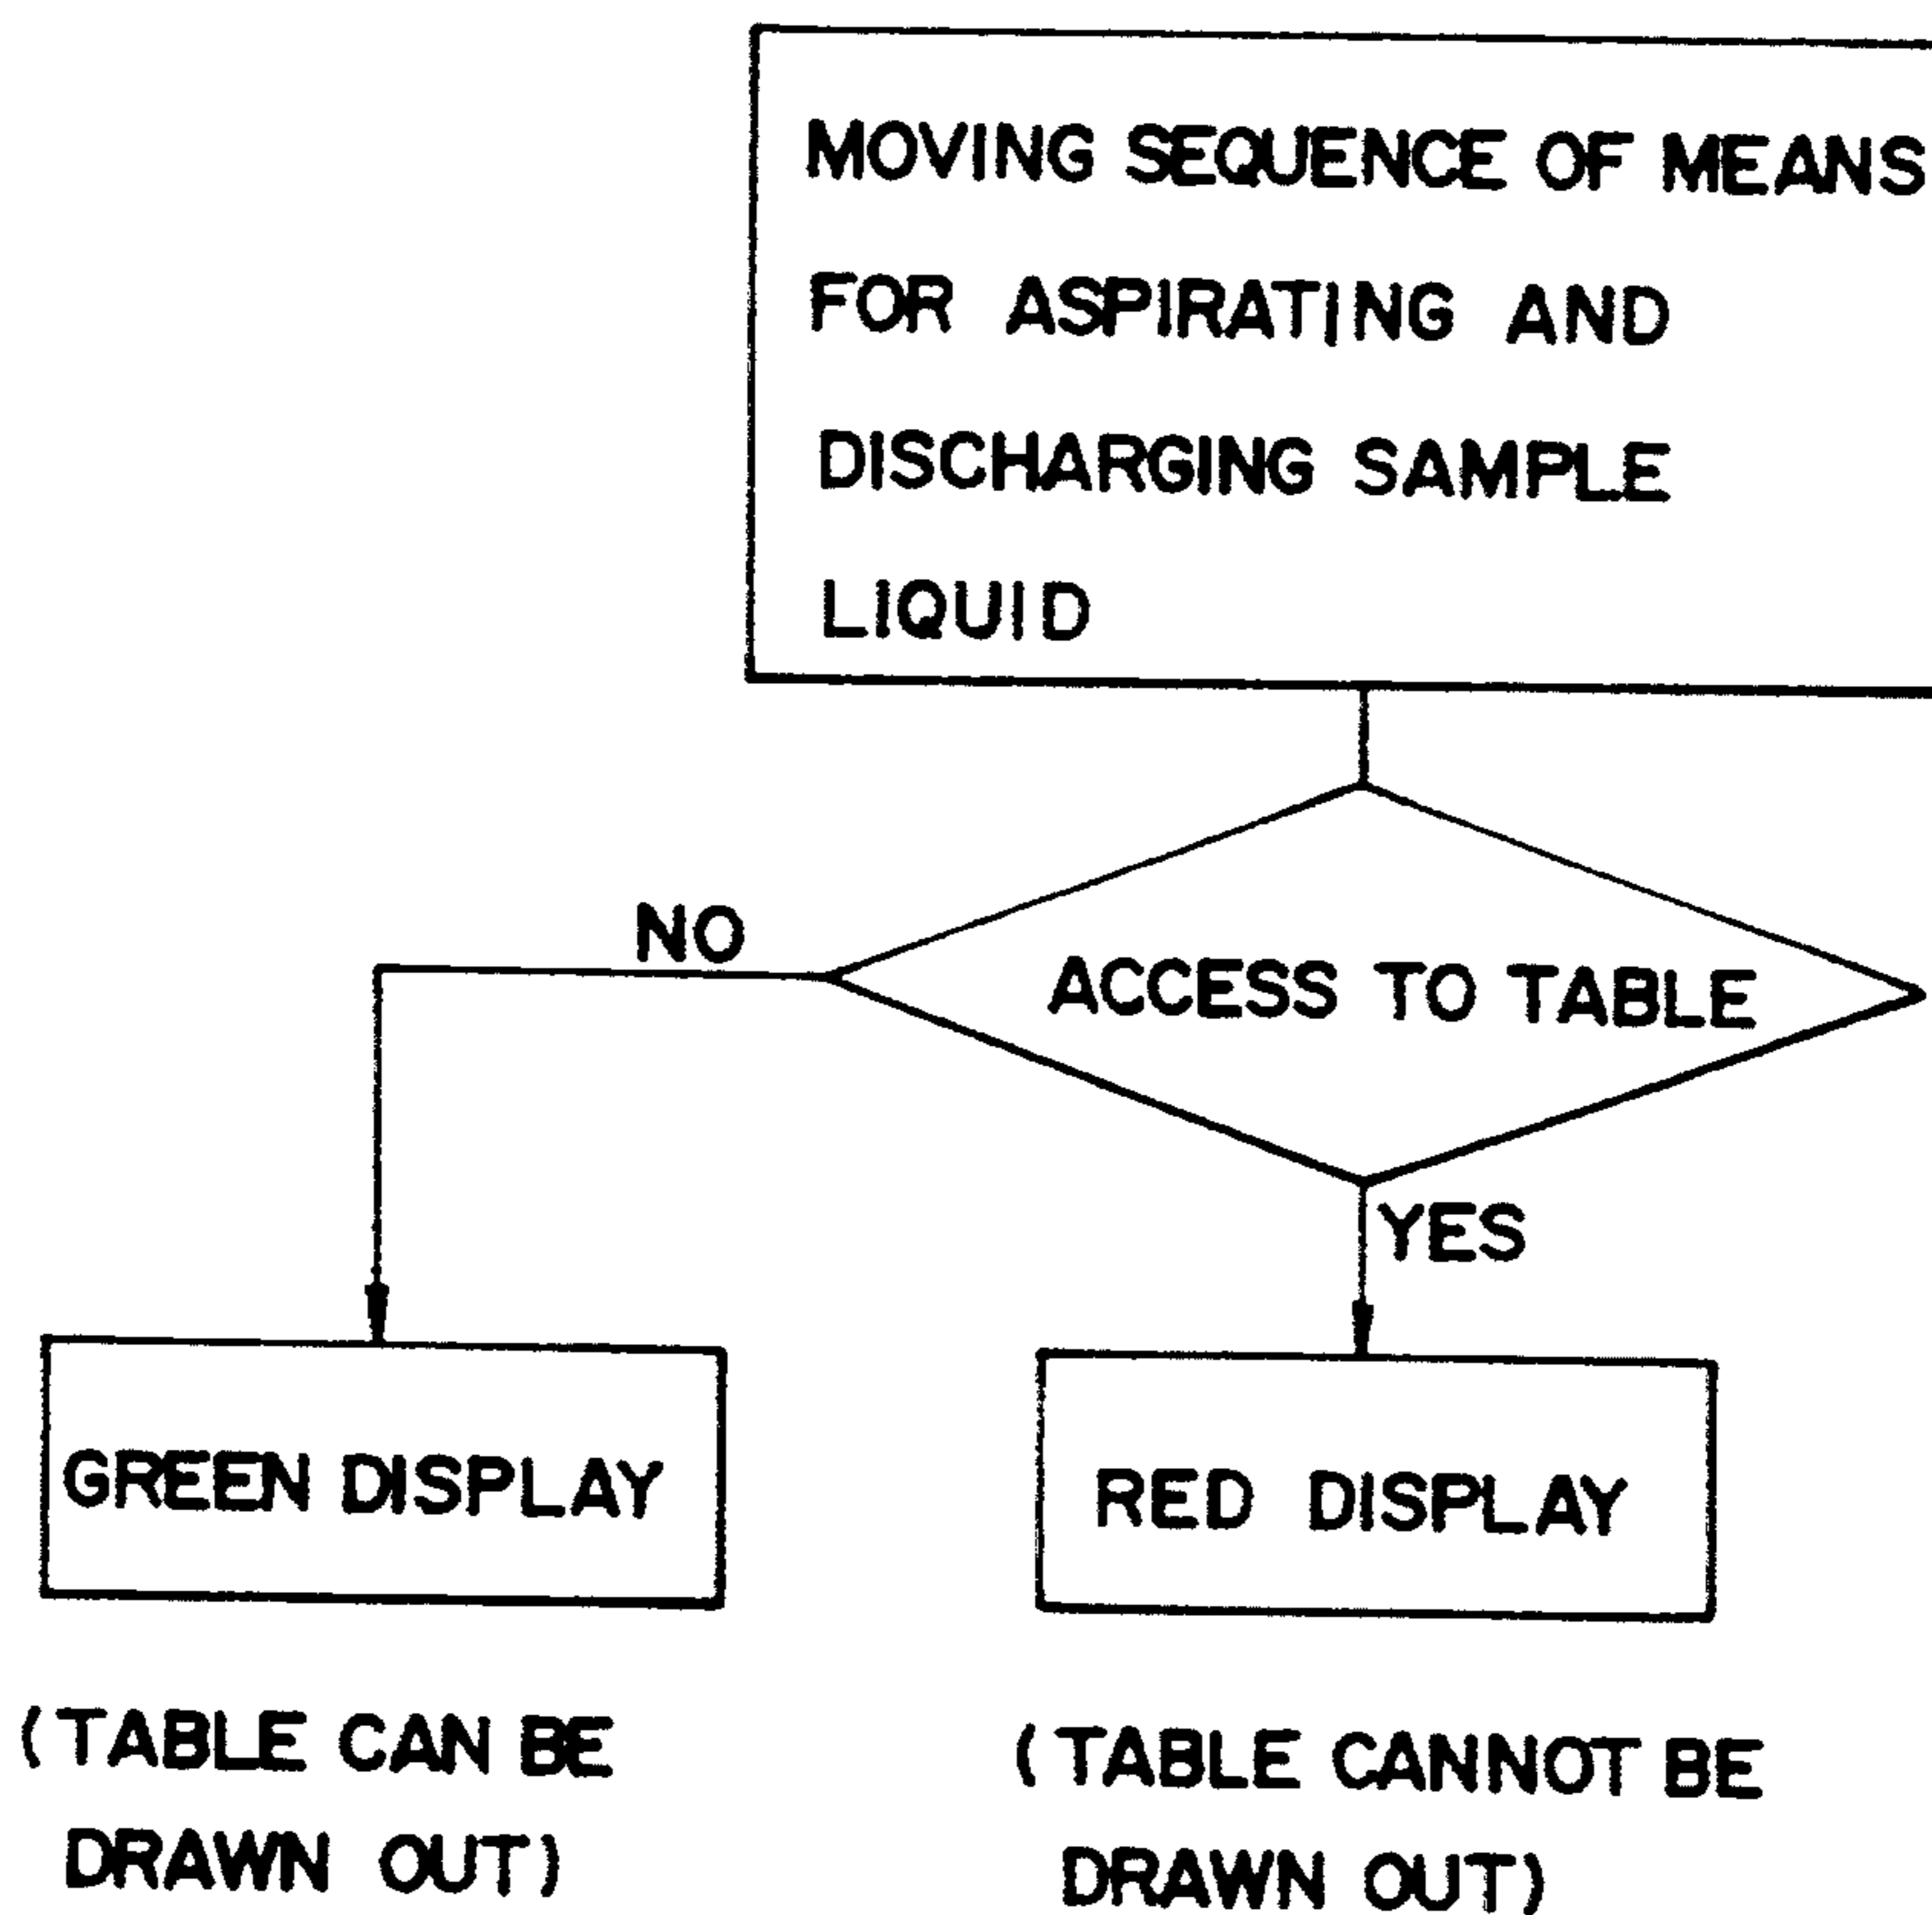 MOVING SEQUENCE OF MEANS
FOR ASPIRATING AND
DISCHARGING SAMPLE
LIQUID
NO
ACCESS TO TABLE
YES
GREEN DISPLAY
RED DISPLAY
(TABLE CAN BE
DRAWN OUT)
(TABLE CANNOT BE
DRAWN OUT)